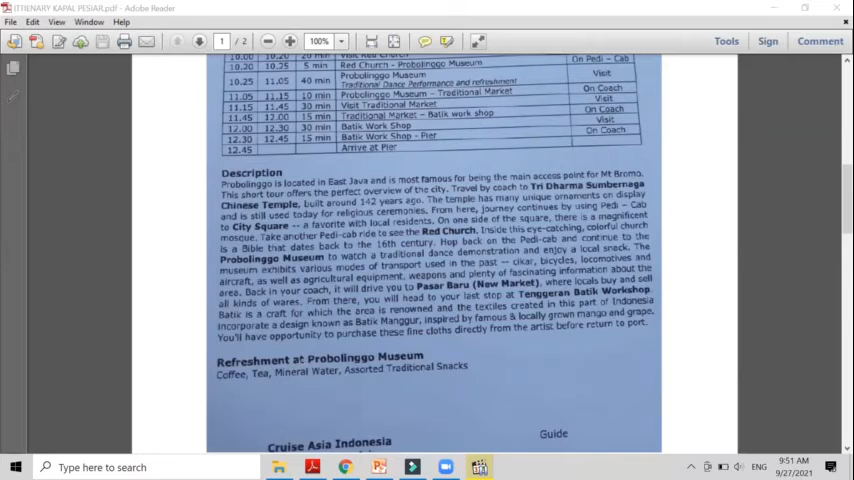 ITTIENARY KAPAL PESIAR.pdf - Adobe Reader
File Edit View Window Help
1 / 2 100% Tools Sign Comment
10.00 10.20 20 min Visit Red Church
10.20 10.25 5 min Red Church - Probolinggo Museum On Pedi - Cab
10.25 11.05 40 min Probolinggo Museum Visit
Traditional Dance Performance and refreshment
11.05 11.15 10 min Probolinggo Museum - Traditional Market On Coach
11.15 11.45 30 min Visit Traditional Market Visit
11.45 12.00 15 min Traditional Market - Batik work shop On Coach
12.00 12.30 30 min Batik Work Shop Visit
12.30 12.45 15 min Batik Work Shop - Pier On Coach
12.45 Arrive at Pier
Description
Probolinggo is located in East Java and is most famous for being the main access point for Mt Bromo.
This short tour offers the perfect overview of the city. Travel by coach to Tri Dharma Sumbernaga
Chinese Temple, built around 142 years ago. The temple has many unique ornaments on display
and is still used today for religious ceremonies. From here, journey continues by using Pedi - Cab
to City Square -- a favorite with local residents. On one side of the square, there is a magnificent
mosque. Take another Pedi-cab ride to see the Red Church, Inside this eye-catching, colorful church
is a Bible that dates back to the 16th century. Hop back on the Pedi-cab and continue to the
Probolinggo Museum to watch a traditional dance demonstration and enjoy a local snack. The
museum exhibits various modes of transport used in the past -- cikar, bicycles, locomotives and
aircraft, as well as agricultural equipment, weapons and plenty of fascinating information about the
area. Back in your coach, it will drive you to Pasar Baru (New Market), where locals buy and sell
all kinds of wares. From there, you will head to your last stop at Tenggeran Batik Workshop.
Batik is a craft for which the area is renowned and the textiles created in this part of Indonesia
incorporate a design known as Batik Manggur, inspired by famous & locally grown mango and grape.
You'll have opportunity to purchase these fine cloths directly from the artist before return to port.
Refreshment at Probolinggo Museum
Coffee, Tea, Mineral Water, Assorted Traditional Snacks
Cruise Asia Indonesia Guide
Type here to search ENG 9:51 AM
9/27/2021